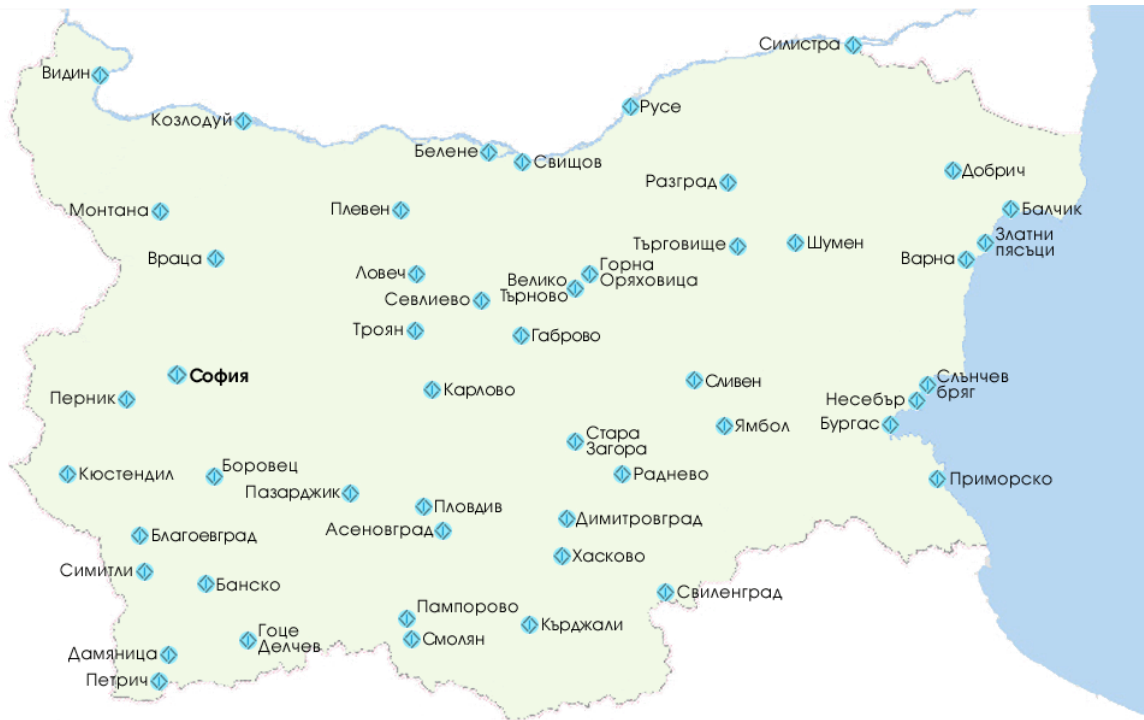 Силистра
Видин
Русе
Козлодуй
Белене
Свищов
Добрич
Разград
Монтана
Плевен
Балчик
Златни
пясъци
Търговище
Шумен
Враца
Варна
Ловеч
Горна
Оряховица
Велико
Търново
Севлиево
Троян
Габрово
София
Сливен
Слънчев
бряг
Карлово
Перник
Несебър
Бургас
Ямбол
Стара
Загора
Кюстендил
Боровец
Раднево
Приморско
Пазарджик
Пловдив
Димитровград
Асеновград
Благоевград
Хасково
Симитли
Банско
Свиленград
Пампорово
Кърджали
Гоце
Делчев
Смолян
Дамяница
Петрич